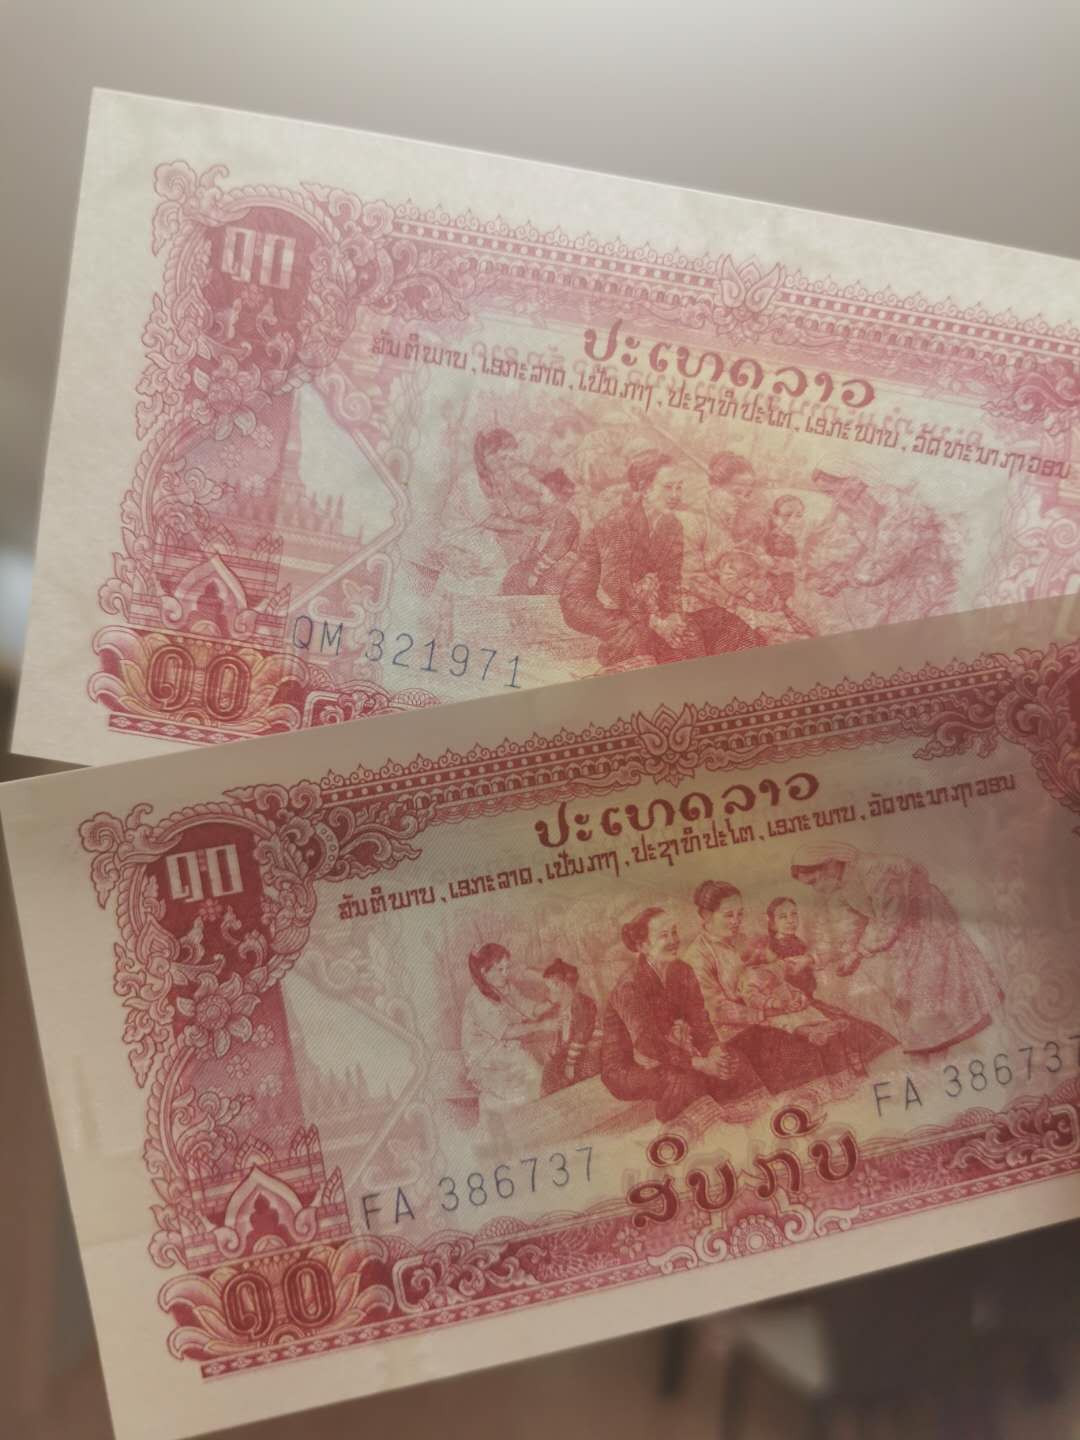 ໑໐
ປະເທດລາວ
ສັນຕິພາບ, ເອກະລາດ, ເປັນກາງ, ປະຊາທິປະໄຕ, ເອກະພາບ, ວັດທະນາຖາວອນ
QM 321971
໑໐
໑໐
ປະເທດລາວ
ສັນຕິພາບ, ເອກະລາດ, ເປັນກາງ, ປະຊາທິປະໄຕ, ເອກະພາບ, ວັດທະນາຖາວອນ
FA 386737
FA 386737
ສິບກີບ
໑໐